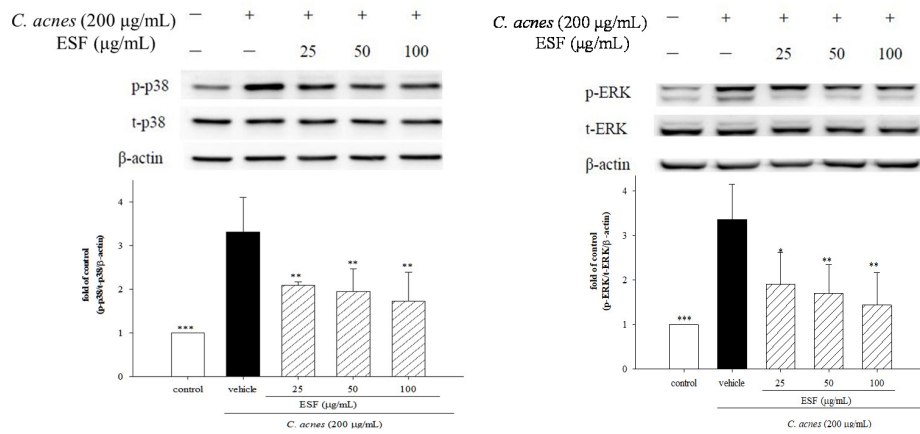 C. acnes (200 μg/mL) — + + + +
ESF (μg/mL) — — 25 50 100
p-p38
t-p38
β-actin
fold of control
(p-p38/t-p38/β-actin)
4
3
2
1
0
*** ** ** **
control vehicle 25 50 100
ESF (μg/mL)
C. acnes (200 μg/mL)
C. acnes (200 μg/mL) — + + + +
ESF (μg/mL) — — 25 50 100
p-ERK
t-ERK
β-actin
fold of control
(p-ERK/t-ERK/β-actin)
4
3
2
1
0
*** * ** **
control vehicle 25 50 100
ESF (μg/mL)
C. acnes (200 μg/mL)